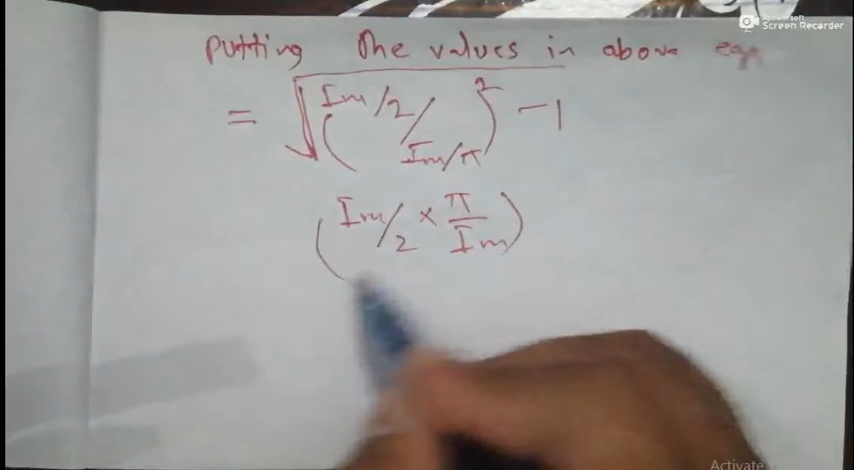 Screen Recorder
putting the values in above eqn
= √(Im/2 / Im/π)² - 1
(Im/2 × π/Im)
Activate